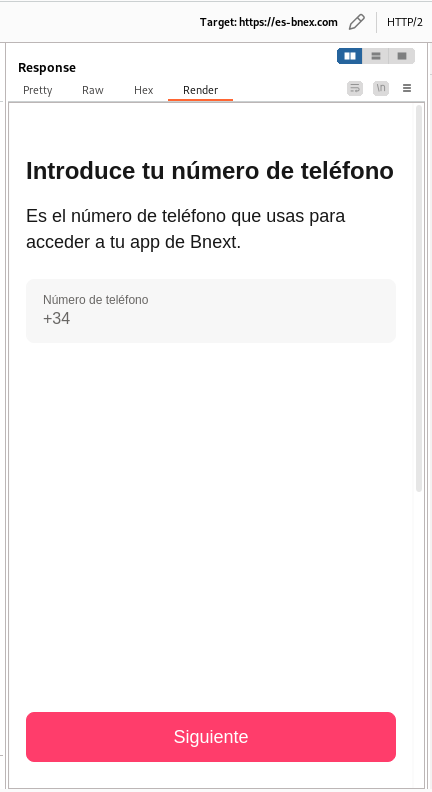 Target: https://es-bnex.com HTTP/2
Response
Pretty Raw Hex Render
\n
Introduce tu número de teléfono
Es el número de teléfono que usas para
acceder a tu app de Bnext.
Número de teléfono
+34
Siguiente